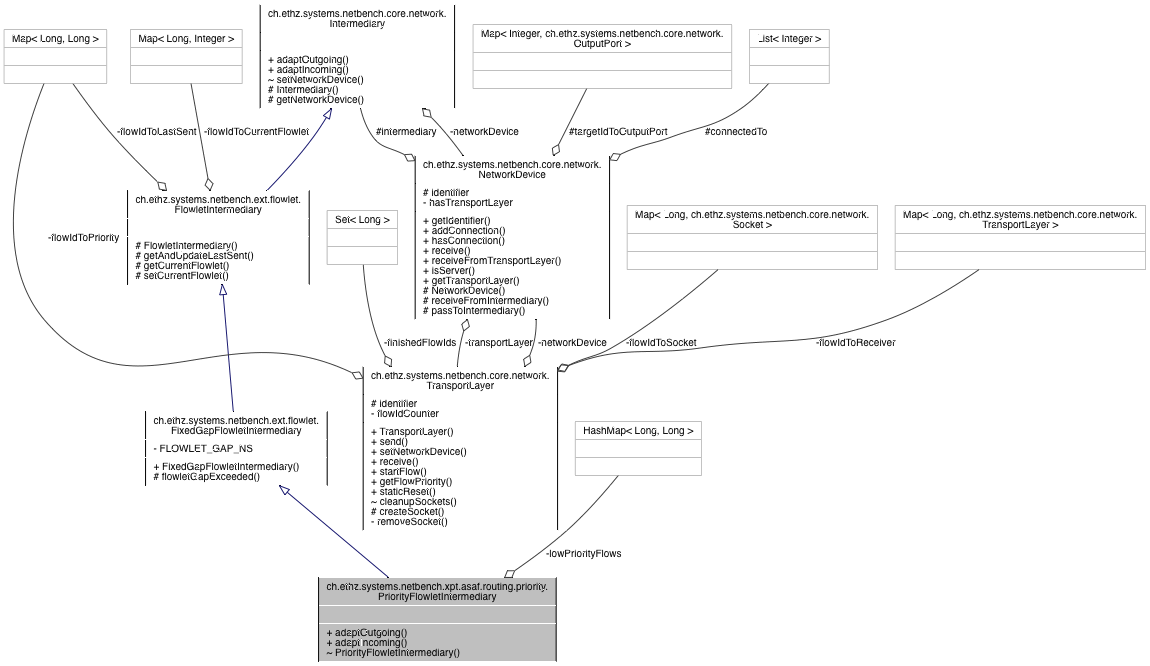 ch.ethz.systems.netbench.core.network.
Intermediary
+ adaptOutgoing()
+ adaptIncoming()
~ setNetworkDevice()
# Intermediary()
# getNetworkDevice()
Map< Long, Long >
Map< Long, Integer >
Map< Integer, ch.ethz.systems.netbench.core.network.
OutputPort >
List< Integer >
-flowIdToLastSent
-flowIdToCurrentFlowlet
#intermediary
-networkDevice
#targetIdToOutputPort
#connectedTo
ch.ethz.systems.netbench.core.network.
NetworkDevice
# identifier
- hasTransportLayer
+ getIdentifier()
+ addConnection()
+ hasConnection()
+ receive()
+ receiveFromTransportLayer()
+ isServer()
+ getTransportLayer()
# NetworkDevice()
# receiveFromIntermediary()
# passToIntermediary()
ch.ethz.systems.netbench.ext.flowlet.
FlowletIntermediary
# FlowletIntermediary()
# getAndUpdateLastSent()
# getCurrentFlowlet()
# setCurrentFlowlet()
-flowIdToPriority
Set< Long >
Map< Long, ch.ethz.systems.netbench.core.network.
Socket >
Map< Long, ch.ethz.systems.netbench.core.network.
TransportLayer >
-finishedFlowIds
-transportLayer
-networkDevice
-flowIdToSocket
-flowIdToReceiver
ch.ethz.systems.netbench.core.network.
TransportLayer
# identifier
- flowIdCounter
+ TransportLayer()
+ send()
+ setNetworkDevice()
+ receive()
+ startFlow()
+ getFlowPriority()
+ staticReset()
~ cleanupSockets()
# createSocket()
- removeSocket()
ch.ethz.systems.netbench.ext.flowlet.
FixedGapFlowletIntermediary
- FLOWLET_GAP_NS
+ FixedGapFlowletIntermediary()
# flowletGapExceeded()
HashMap< Long, Long >
-lowPriorityFlows
ch.ethz.systems.netbench.xpt.asaf.routing.priority.
PriorityFlowletIntermediary
+ adaptOutgoing()
+ adaptIncoming()
~ PriorityFlowletIntermediary()